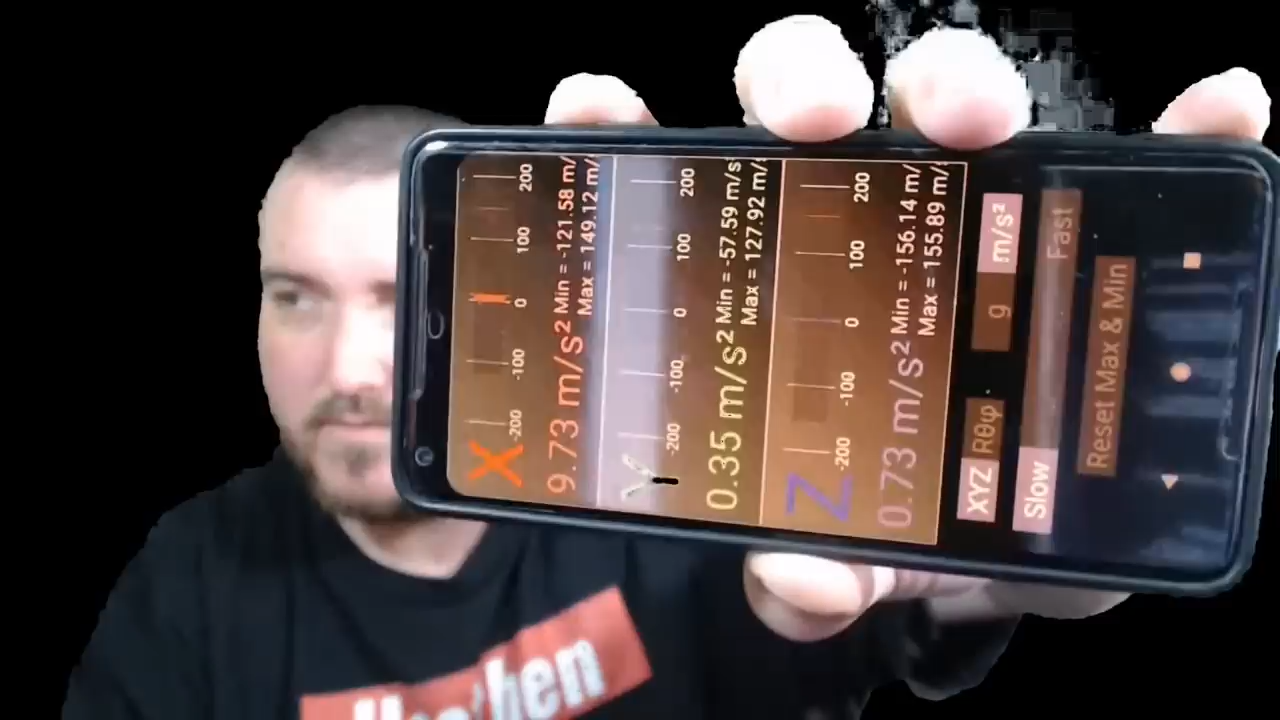 X
-200 -100 0 100 200
9.73 m/s² Min = -121.58 m/
Max = 149.12 m/
Y
-200 -100 0 100 200
0.35 m/s² Min = -57.59 m/s
Max = 127.92 m/
Z
-200 -100 0 100 200
0.73 m/s² Min = -156.14 m/
Max = 155.89 m/
XYZ Rθφ g m/s²
Slow Fast
Reset Max & Min